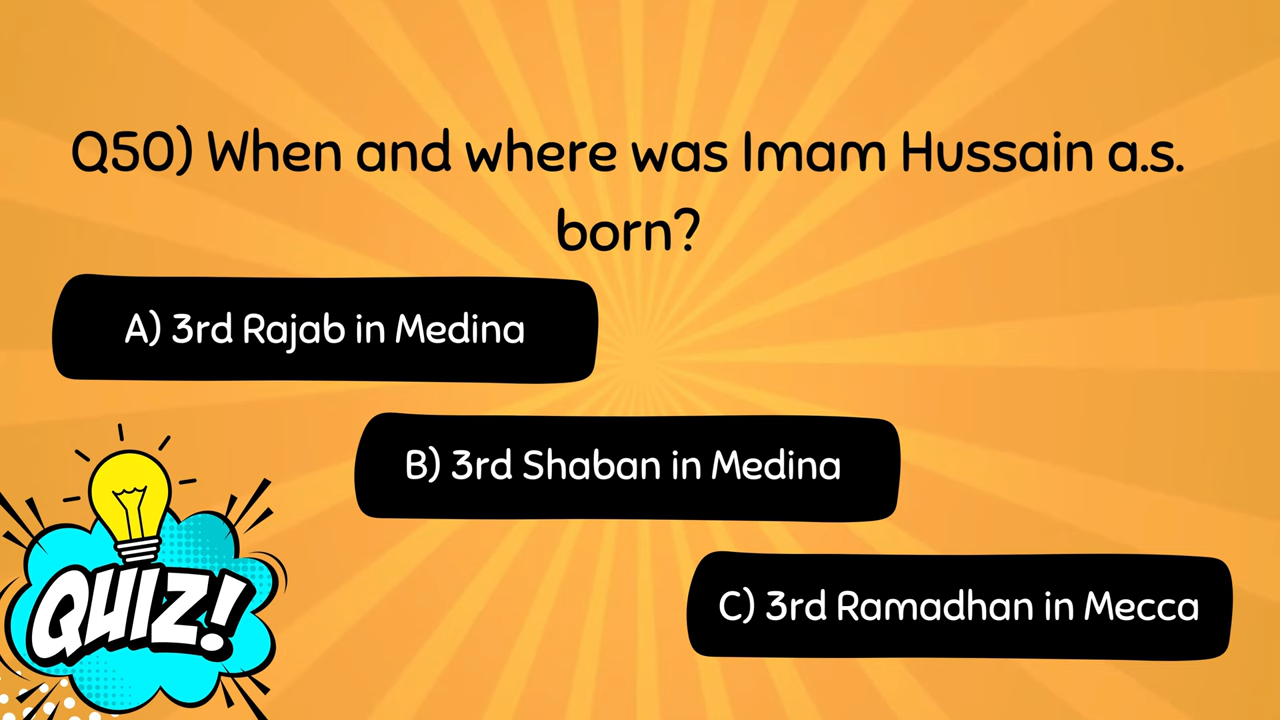 Q50) When and where was Imam Hussain a.s.
born?
A) 3rd Rajab in Medina
B) 3rd Shaban in Medina
C) 3rd Ramadhan in Mecca
QUIZ!